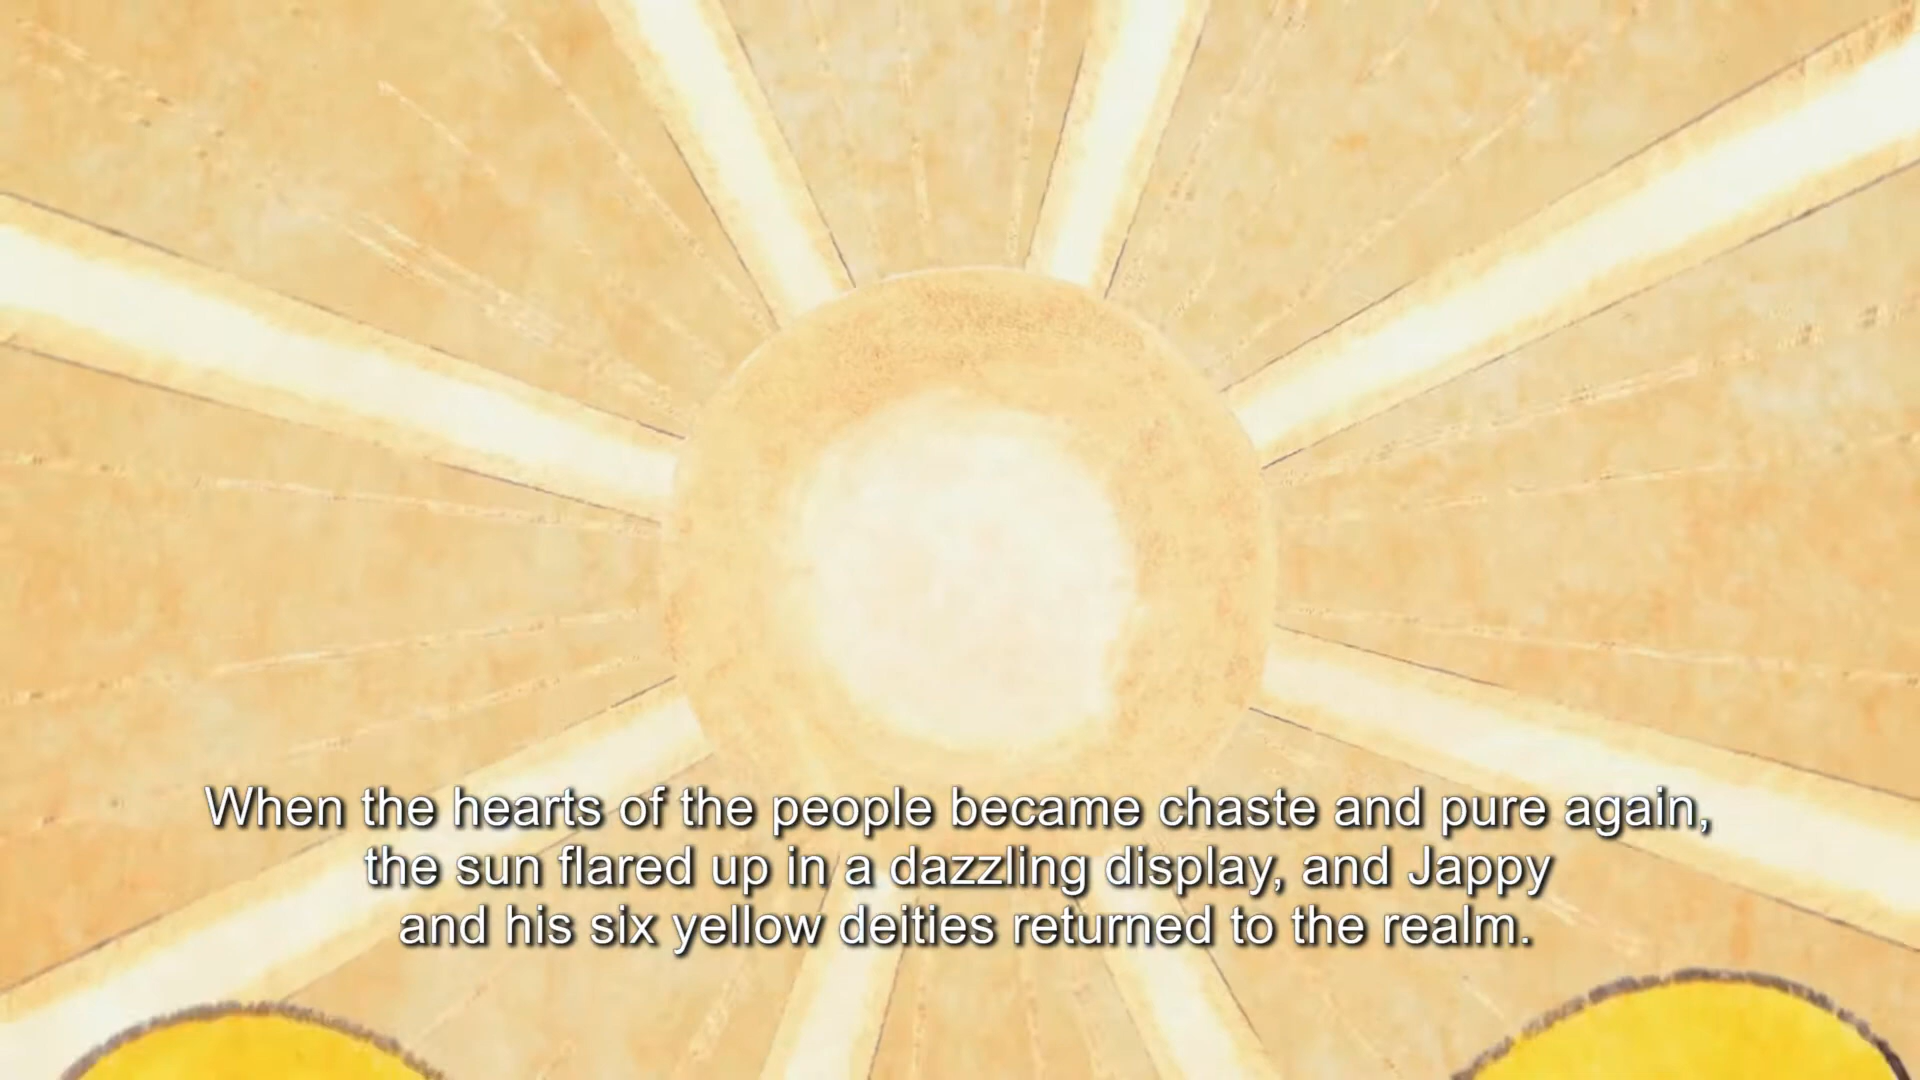 When the hearts of the people became chaste and pure again,
the sun flared up in a dazzling display, and Jappy
and his six yellow deities returned to the realm.